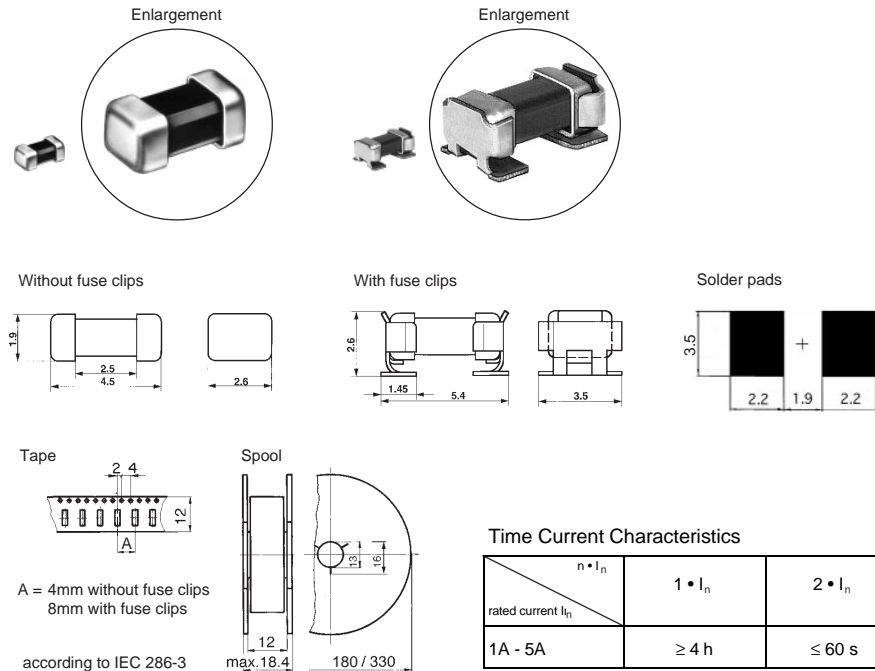 Enlargement
Enlargement
Without fuse clips
With fuse clips
Solder pads
1.9
2.5
4.5
2.6
2.6
1.45
5.4
3.5
3.5
2.2
1.9
2.2
Tape
Spool
2 4
12
A
A = 4mm without fuse clips
8mm with fuse clips
according to IEC 286-3
13
16
12
max.18.4
180 / 330
Time Current Characteristics
n • In
rated current IIn
1 • In
2 • In
1A - 5A
≥ 4 h
≤ 60 s